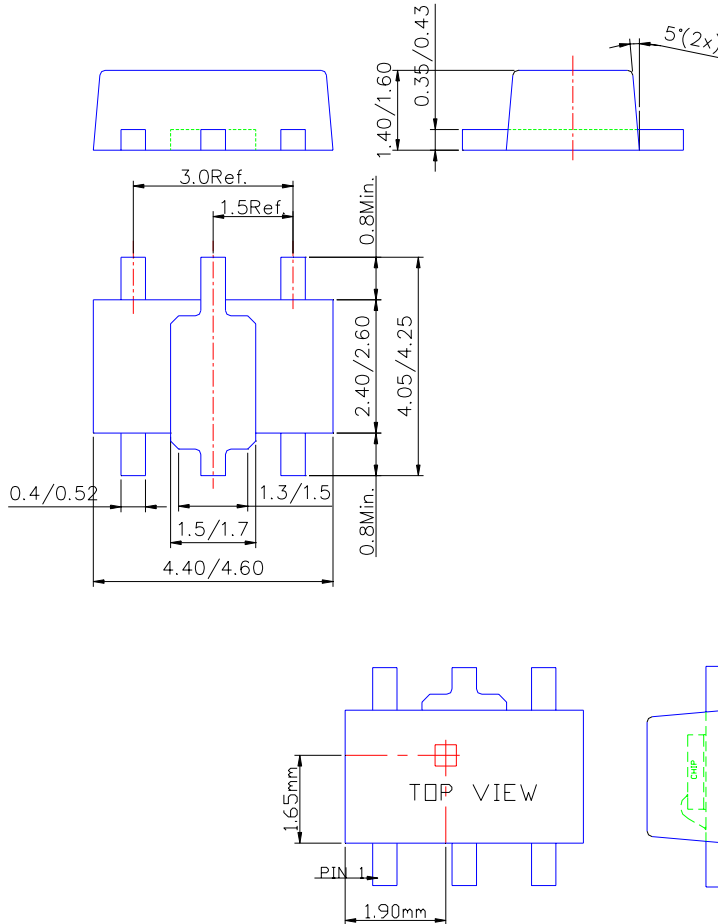 5°(2x)
0.35/0.43
1.40/1.60
3.0Ref.
1.5Ref.
0.8Min.
2.40/2.60
4.05/4.25
0.4/0.52
1.3/1.5
0.8Min.
1.5/1.7
4.40/4.60
1.65mm
TOP VIEW
CHIP
PIN 1
1.90mm